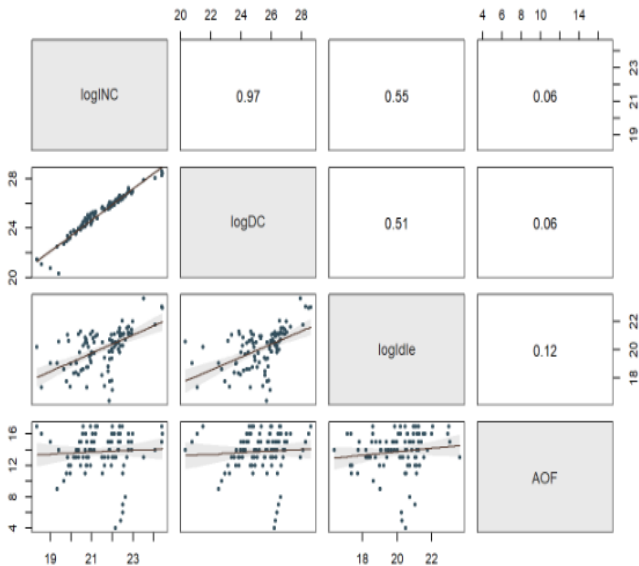 20 22 24 26 28 4 6 8 10 14
logINC 0.97 0.55 0.06
19 21 23
20 24 28
logDC 0.51 0.06
logIdle 0.12
18 20 22
4 8 12 16
AOF
19 21 23 18 20 22